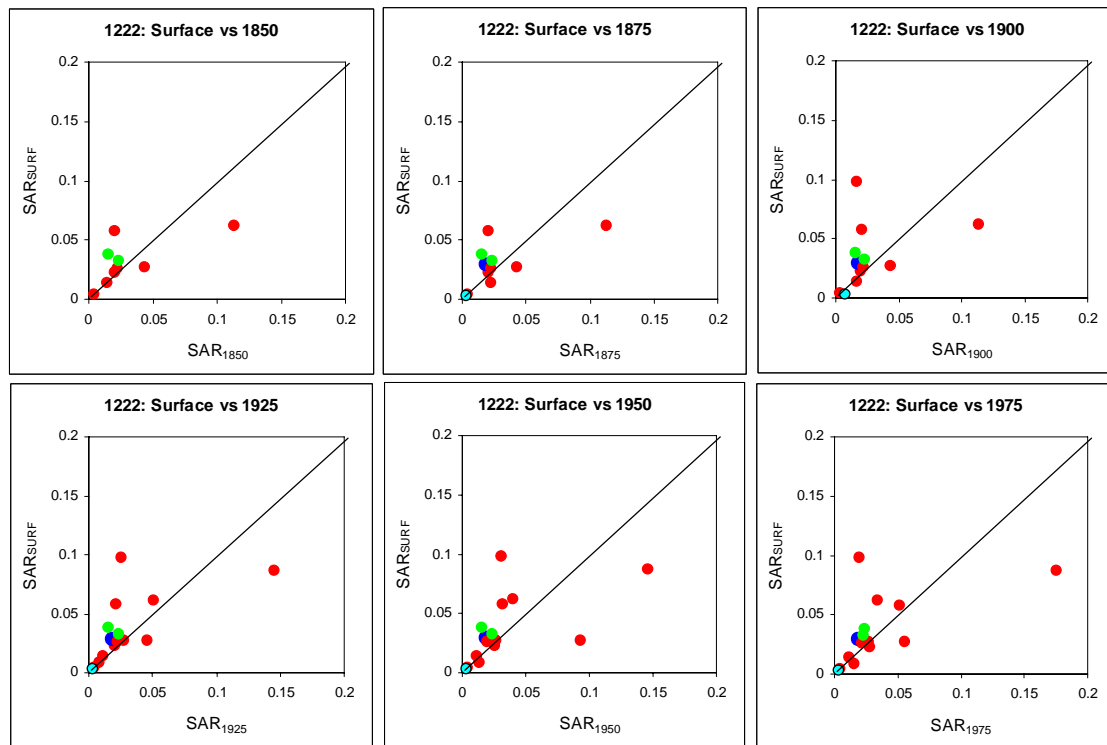 1222: Surface vs 1850
0.2
0.15
0.1
0.05
0
SARSURF
0 0.05 0.1 0.15 0.2
SAR1850
1222: Surface vs 1875
0.2
0.15
0.1
0.05
0
SARSURF
0 0.05 0.1 0.15 0.2
SAR1875
1222: Surface vs 1900
0.2
0.15
0.1
0.05
0
SARSURF
0 0.05 0.1 0.15 0.2
SAR1900
1222: Surface vs 1925
0.2
0.15
0.1
0.05
0
SARSURF
0 0.05 0.1 0.15 0.2
SAR1925
1222: Surface vs 1950
0.2
0.15
0.1
0.05
0
SARSURF
0 0.05 0.1 0.15 0.2
SAR1950
1222: Surface vs 1975
0.2
0.15
0.1
0.05
0
SARSURF
0 0.05 0.1 0.15 0.2
SAR1975